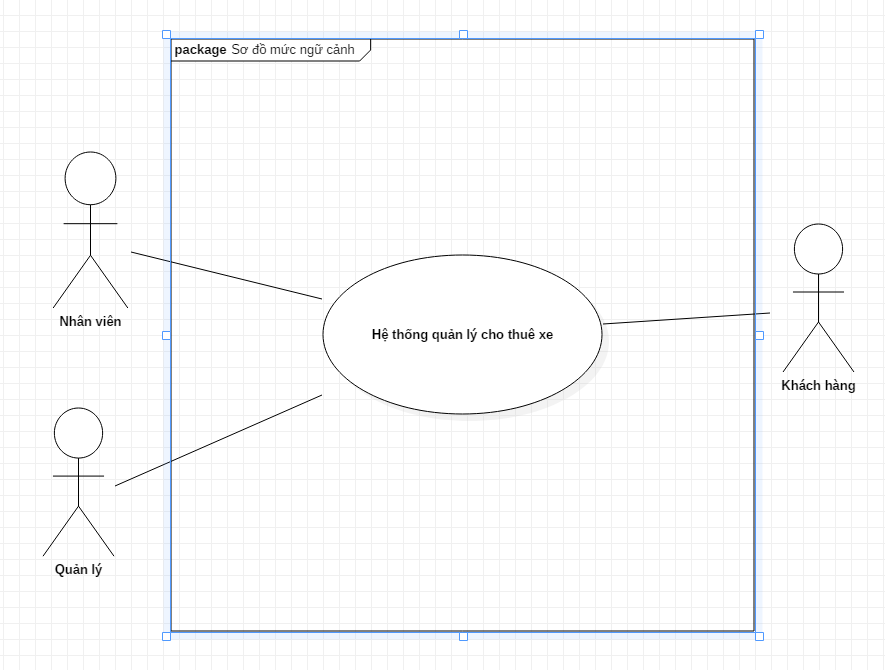 package Sơ đồ mức ngữ cảnh
Nhân viên
Hệ thống quản lý cho thuê xe
Khách hàng
Quản lý